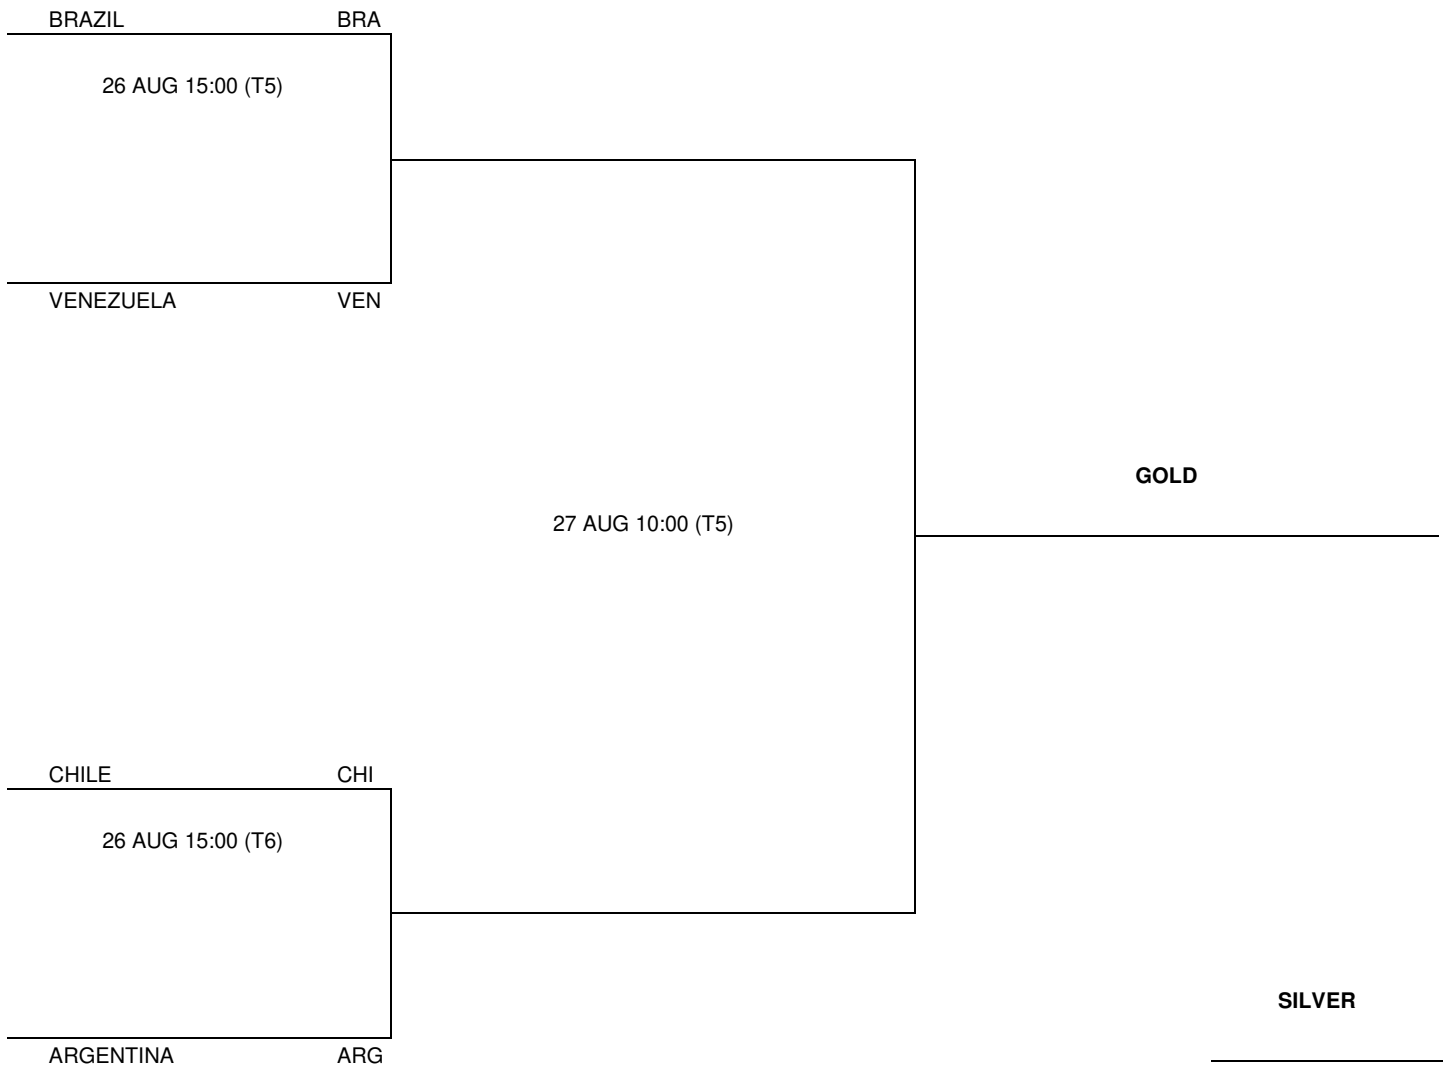 BRAZIL BRA
26 AUG 15:00 (T5)
VENEZUELA VEN
GOLD
27 AUG 10:00 (T5)
CHILE CHI
26 AUG 15:00 (T6)
SILVER
ARGENTINA ARG